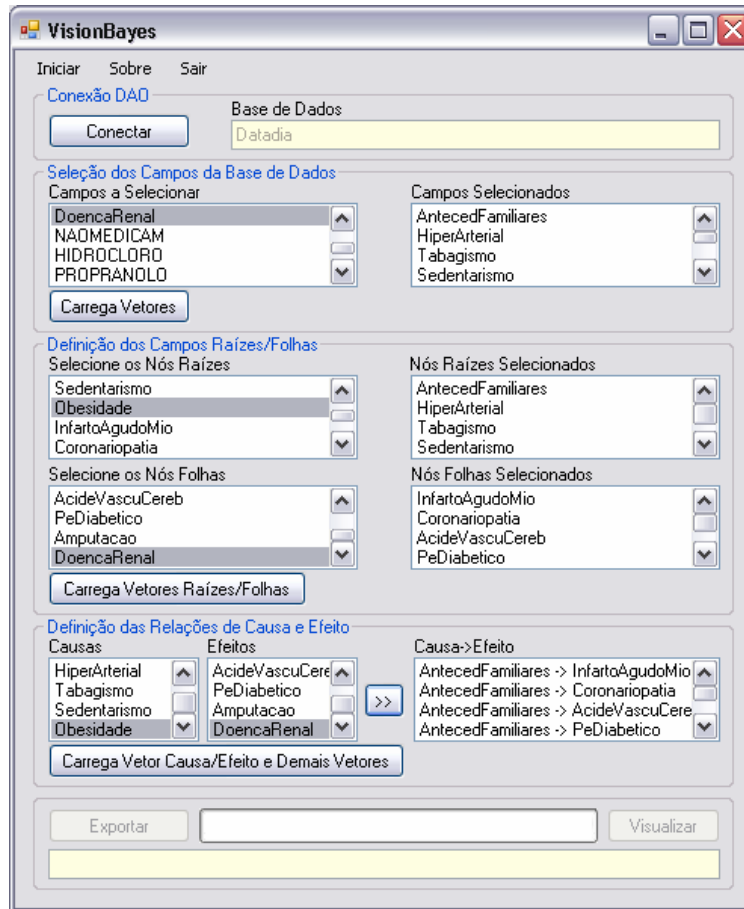 VisionBayes
Iniciar Sobre Sair
Conexão DAO
Base de Dados
Conectar
Datadia
Seleção dos Campos da Base de Dados
Campos a Selecionar
Campos Selecionados
DoencaRenal
NAOMEDICAM
HIDROCLORO
PROPRANOLO
AntecedFamiliares
HiperArterial
Tabagismo
Sedentarismo
Carrega Vetores
Definição dos Campos Raízes/Folhas
Selecione os Nós Raízes
Nós Raízes Selecionados
Sedentarismo
Obesidade
InfartoAgudoMio
Coronariopatia
AntecedFamiliares
HiperArterial
Tabagismo
Sedentarismo
Selecione os Nós Folhas
Nós Folhas Selecionados
AcideVascuCereb
PeDiabetico
Amputacao
DoencaRenal
InfartoAgudoMio
Coronariopatia
AcideVascuCereb
PeDiabetico
Carrega Vetores Raízes/Folhas
Definição das Relações de Causa e Efeito
Causas
Efeitos
Causa->Efeito
HiperArterial
Tabagismo
Sedentarismo
Obesidade
AcideVascuCere
PeDiabetico
Amputacao
DoencaRenal
>>
AntecedFamiliares -> InfartoAgudoMio
AntecedFamiliares -> Coronariopatia
AntecedFamiliares -> AcideVascuCere
AntecedFamiliares -> PeDiabetico
Carrega Vetor Causa/Efeito e Demais Vetores
Exportar
Visualizar